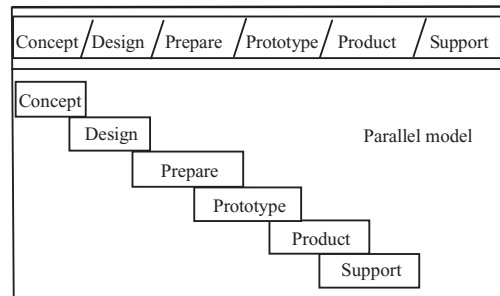 Concept Design Prepare Prototype Product Support
Concept
Design
Parallel model
Prepare
Prototype
Product
Support